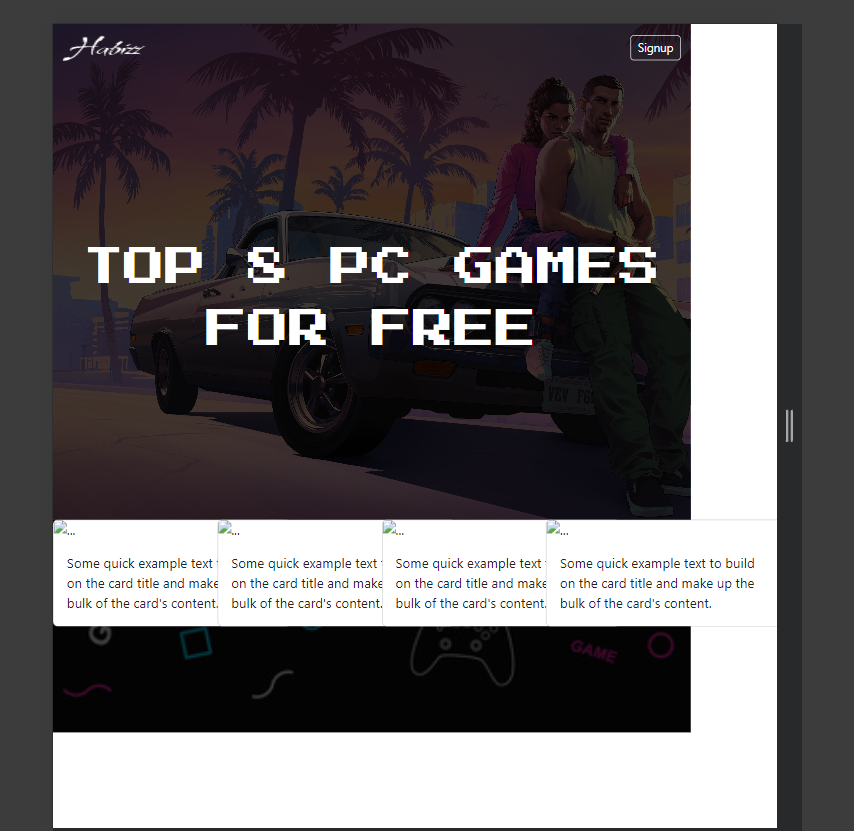 Habizz
Signup
TOP 8 PC GAMES
FOR FREE
... ... ... ...
Some quick example text
on the card title and make
bulk of the card's content.
Some quick example text
on the card title and make
bulk of the card's content.
Some quick example text
on the card title and make
bulk of the card's content.
Some quick example text to build
on the card title and make up the
bulk of the card's content.
G
GAME